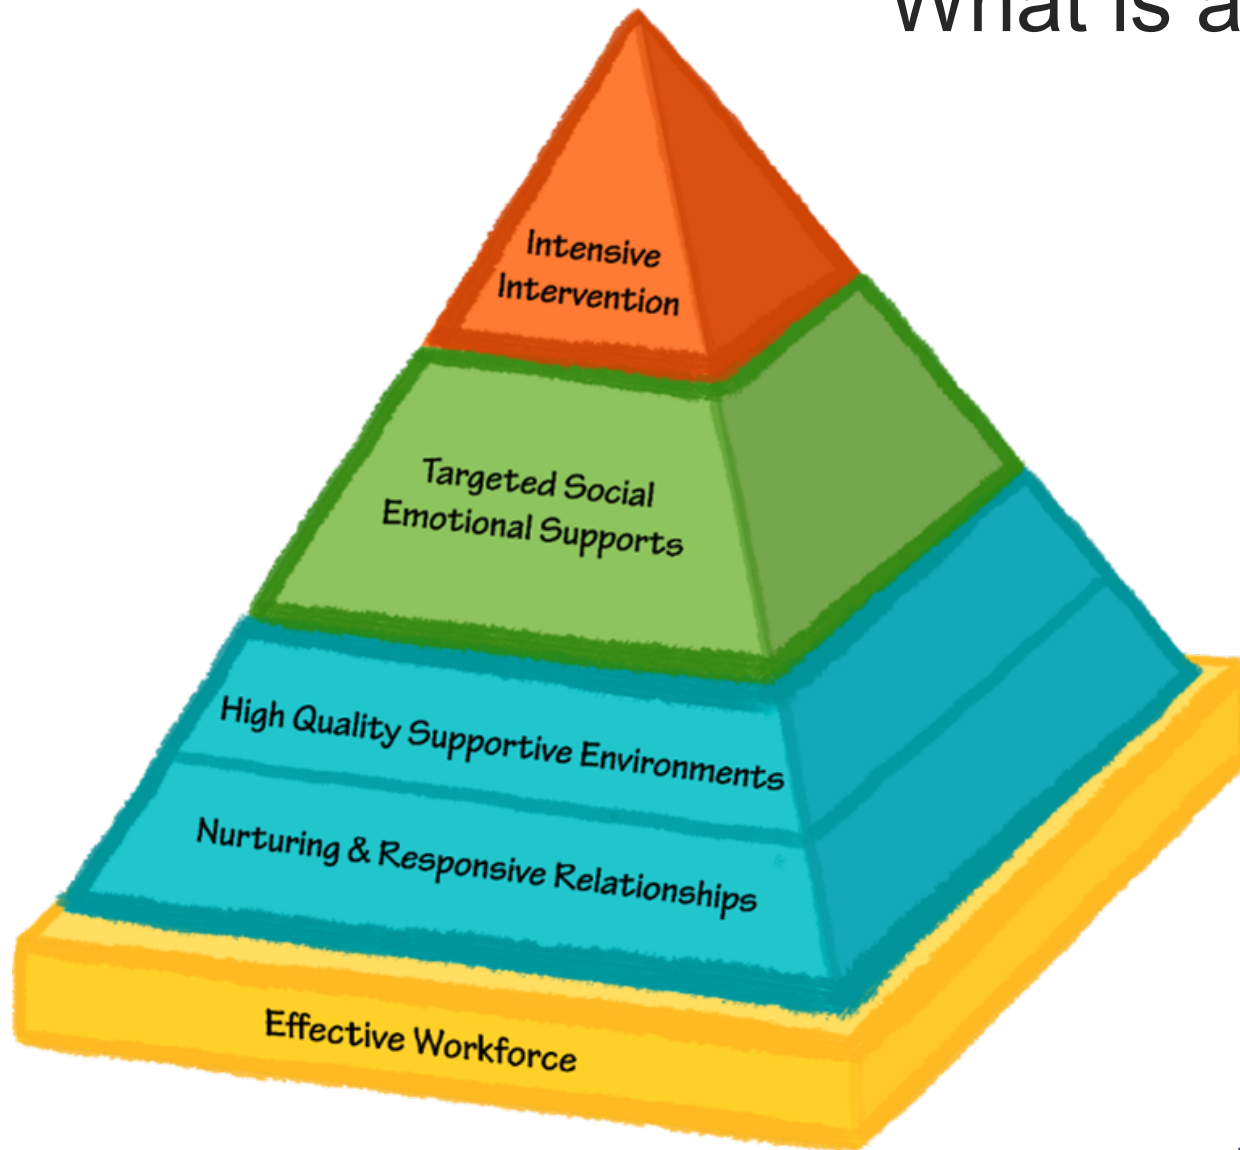 What is a
Intensive
Intervention
Targeted Social
Emotional Supports
High Quality Supportive Environments
Nurturing & Responsive Relationships
Effective Workforce